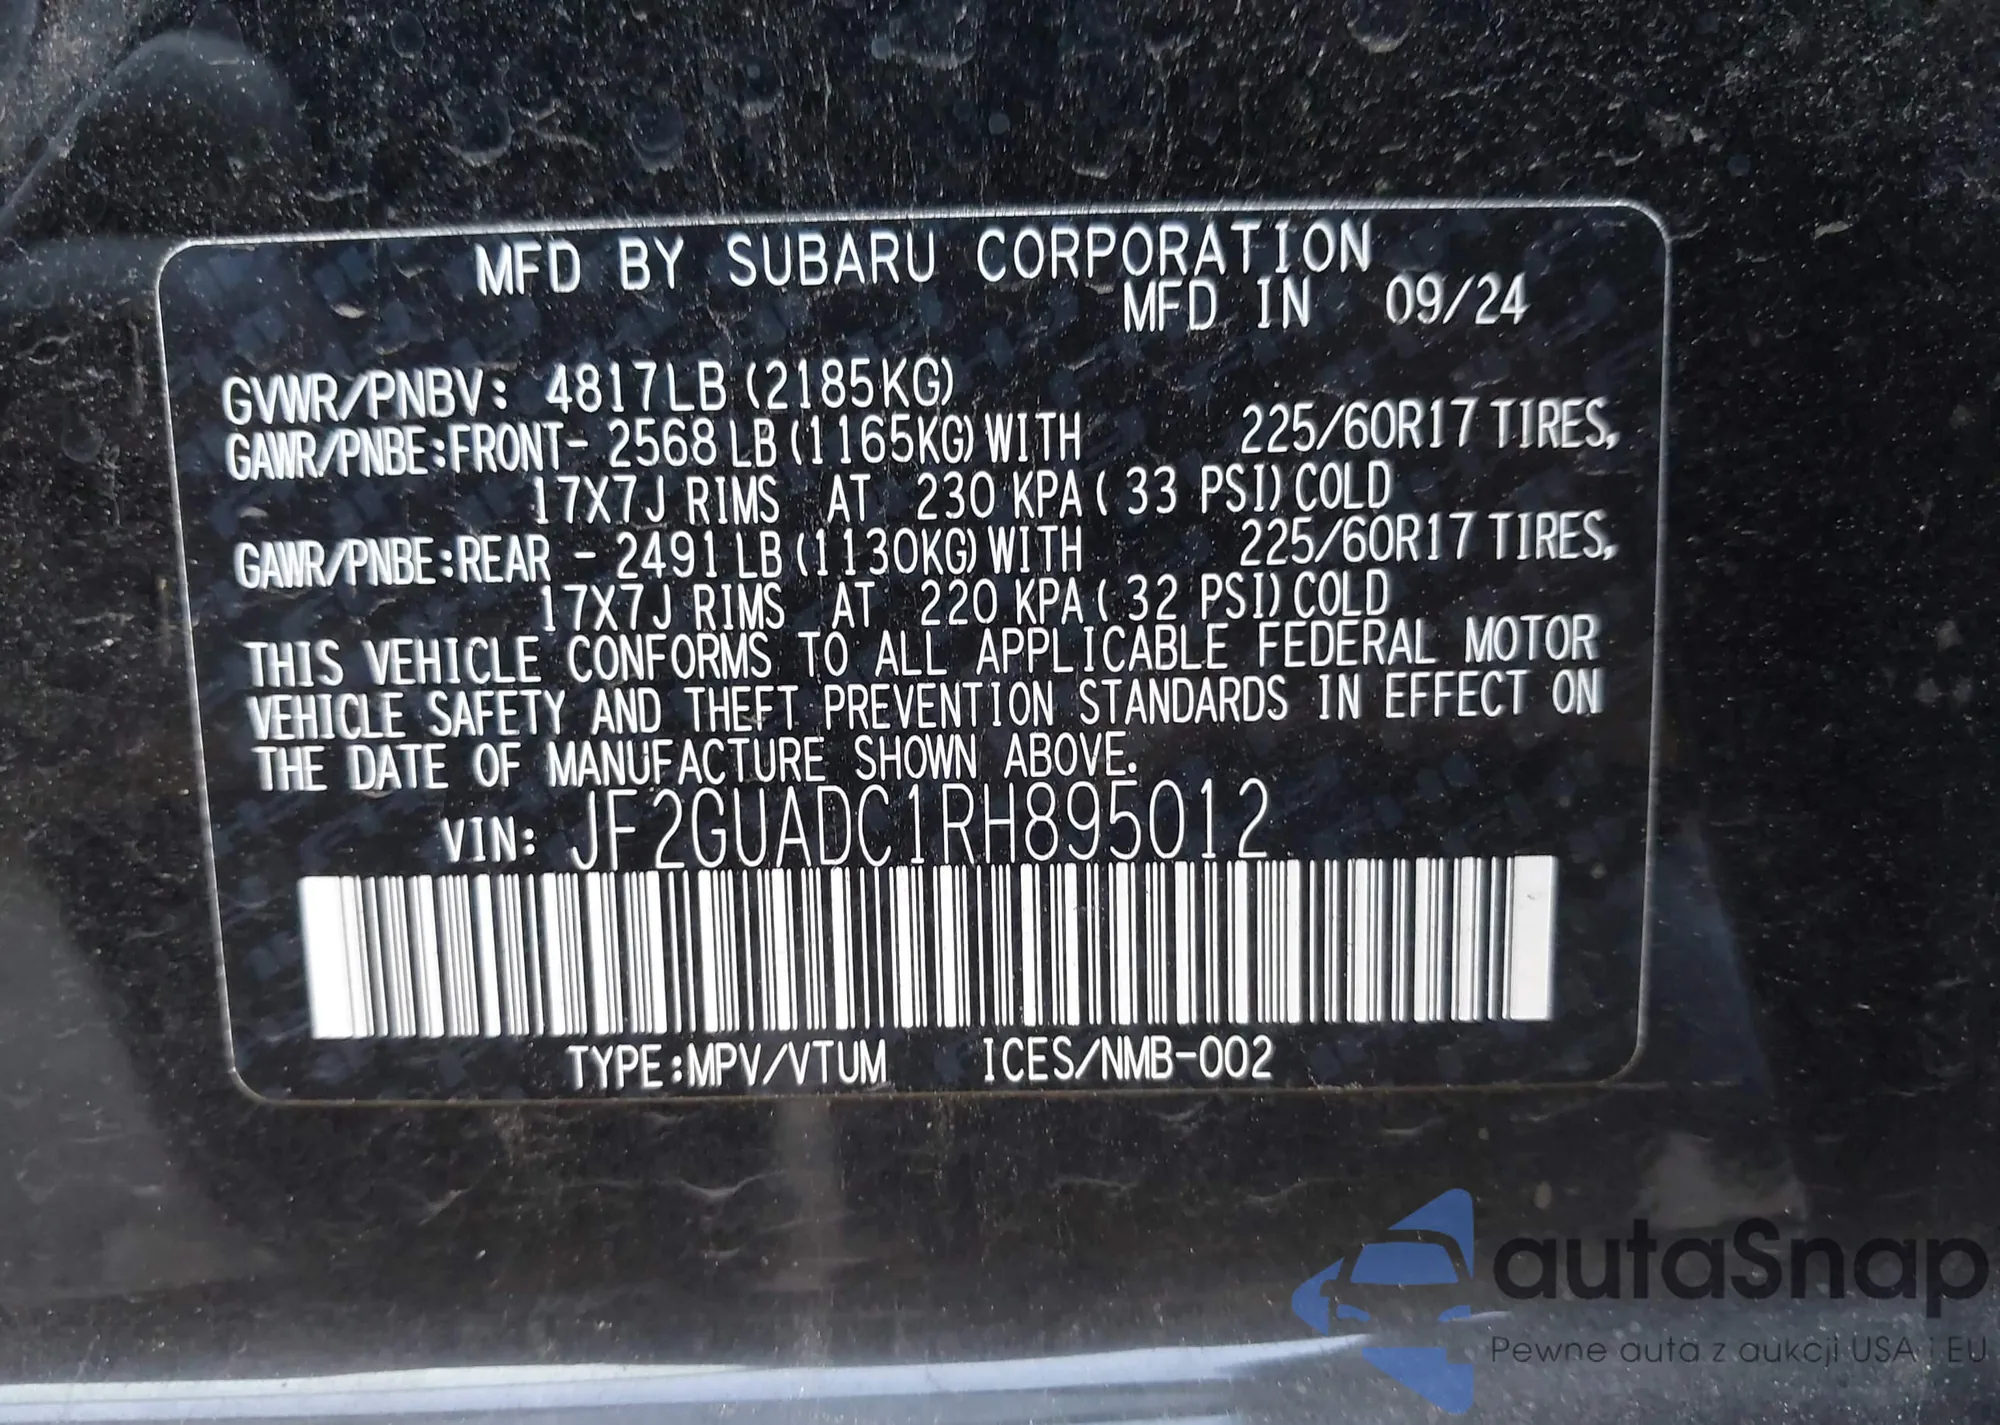 MFD BY SUBARU CORPORATION
MFD IN 09/24
GVWR/PNBV: 4817LB (2185KG)
GAWR/PNBE:FRONT- 2568 LB (1165KG) WITH 225/60R17 TIRES,
17X7J RIMS AT 230 KPA ( 33 PSI) COLD
GAWR/PNBE:REAR - 2491 LB (1130KG) WITH 225/60R17 TIRES,
17X7J RIMS AT 220 KPA ( 32 PSI) COLD
THIS VEHICLE CONFORMS TO ALL APPLICABLE FEDERAL MOTOR
VEHICLE SAFETY AND THEFT PREVENTION STANDARDS IN EFFECT ON
THE DATE OF MANUFACTURE SHOWN ABOVE.
VIN: JF2GUADC1RH895012
TYPE:MPV/VTUM ICES/NMB-002
autaSnap
Pewne auta z aukcji USA i EU